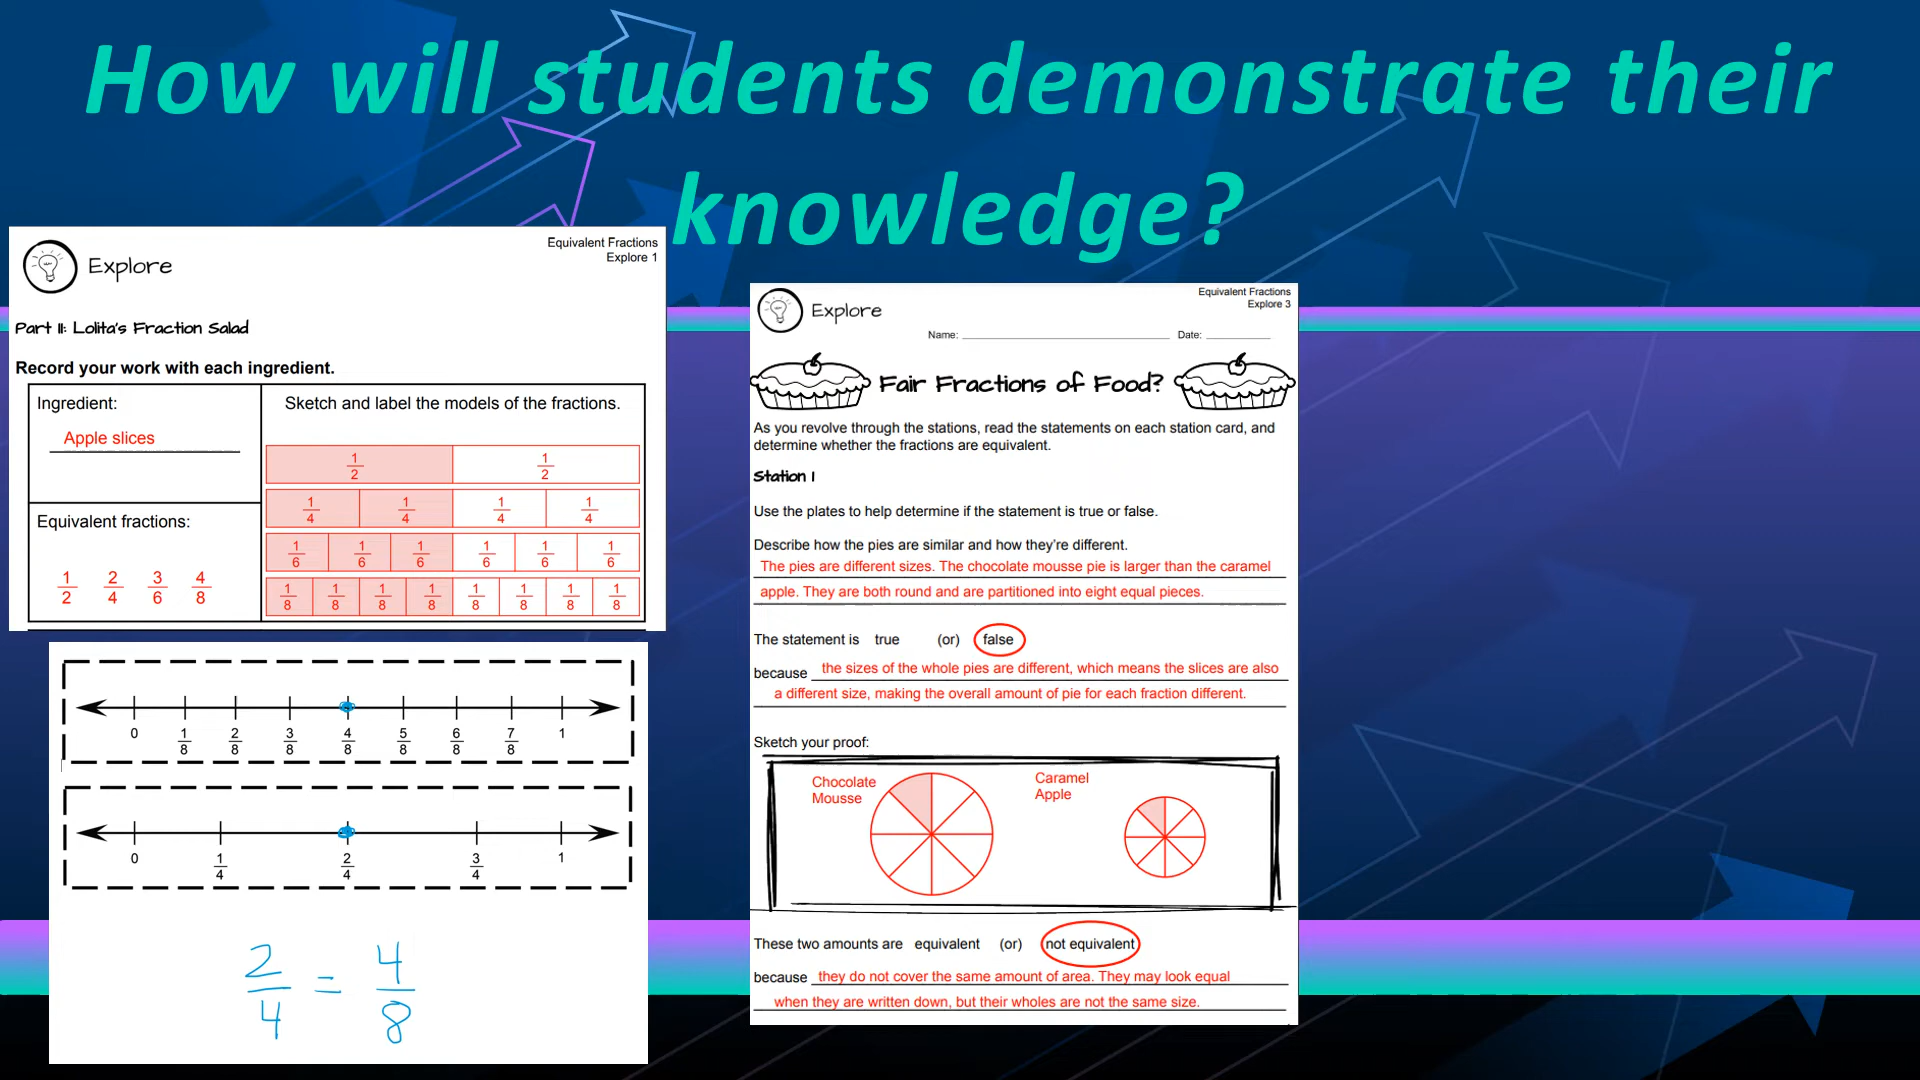 How will students demonstrate their
knowledge?
Explore
Equivalent Fractions
Explore 1
Part II: Lolita's Fraction Salad
Record your work with each ingredient.
Ingredient:
Apple slices
Sketch and label the models of the fractions.
1/2 1/2
1/4 1/4 1/4 1/4
1/6 1/6 1/6 1/6 1/6 1/6
1/8 1/8 1/8 1/8 1/8 1/8 1/8 1/8
Equivalent fractions:
1/2 2/4 3/6 4/8
0 1/8 2/8 3/8 4/8 5/8 6/8 7/8 1
0 1/4 2/4 3/4 1
2/4 = 4/8
Explore
Equivalent Fractions
Explore 3
Name: Date:
Fair Fractions of Food?
As you revolve through the stations, read the statements on each station card, and
determine whether the fractions are equivalent.
Station 1
Use the plates to help determine if the statement is true or false.
Describe how the pies are similar and how they're different.
The pies are different sizes. The chocolate mousse pie is larger than the caramel
apple. They are both round and are partitioned into eight equal pieces.
The statement is true (or) false
because the sizes of the whole pies are different, which means the slices are also
a different size, making the overall amount of pie for each fraction different.
Sketch your proof:
Chocolate
Mousse
Caramel
Apple
These two amounts are equivalent (or) not equivalent
because they do not cover the same amount of area. They may look equal
when they are written down, but their wholes are not the same size.